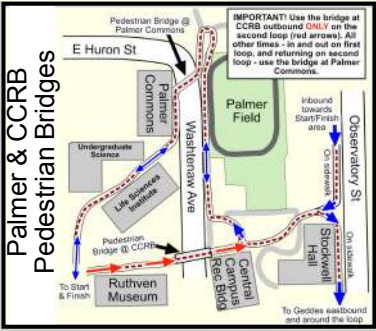 Palmer & CCRB
Pedestrian Bridges
Pedestrian Bridge @
Palmer Commons
IMPORTANT! Use the bridge at
CCRB outbound ONLY on the
second loop (red arrows). All
other times - in and out on first
loop, and returning on second
loop - use the bridge at Palmer
Commons.
E Huron St
Palmer
Commons
Palmer
Field
Inbound
towards
Start/Finish
area
Undergraduate
Science
Washtenaw Ave
Observatory St
On sidewalk
Life Sciences
Institute
Pedestrian
Bridge @ CCRB
Stockwell
Hall
On sidewalk
Central
Campus
Rec Bldg
To Start
& Finish
Ruthven
Museum
To Geddes eastbound
and around the loop